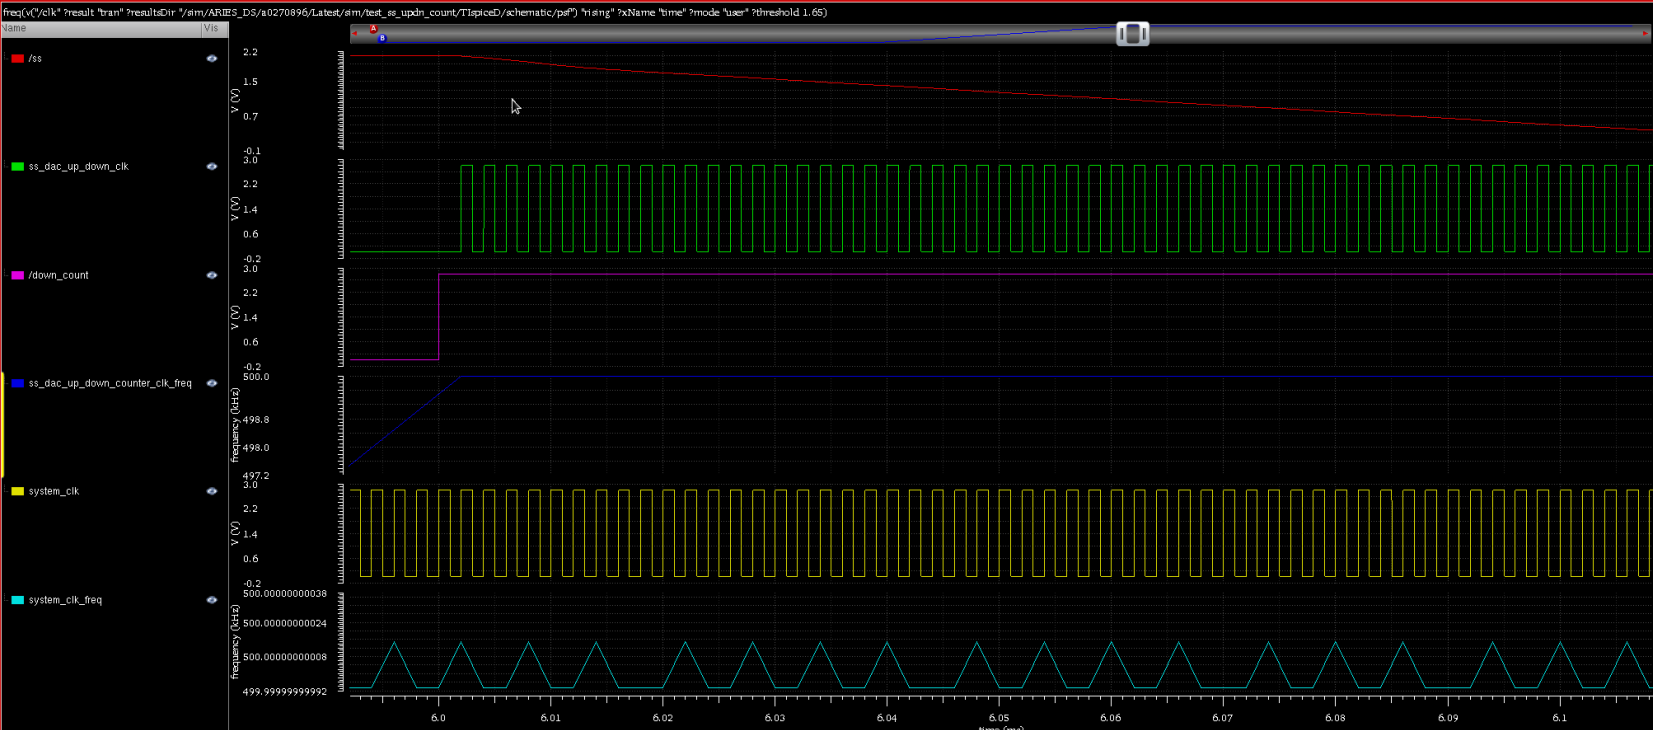 freq(v("/clk" ?result "tran" ?resultsDir "/sim/ARIES_DS/a0270896/Latest/sim/test_ss_updn_count/TIspiceD/schematic/psf") "rising" ?xName "time" ?mode "user" ?threshold 1.65)
Name Vis
A
B
/ss
2.2
1.5
0.7
-0.1
V (V)
ss_dac_up_down_clk
3.0
2.2
1.4
0.6
-0.2
V (V)
/down_count
3.0
2.2
1.4
0.6
-0.2
V (V)
ss_dac_up_down_counter_clk_freq
500.0
498.8
498.0
497.2
frequency (kHz)
system_clk
3.0
2.2
1.4
0.6
-0.2
V (V)
system_clk_freq
500.00000000038
500.00000000024
500.00000000008
499.99999999992
frequency (kHz)
6.0 6.01 6.02 6.03 6.04 6.05 6.06 6.07 6.08 6.09 6.1
time (ms)